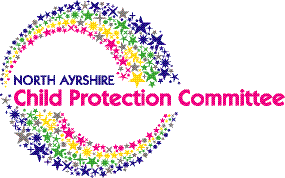 NORTH AYRSHIRE
Child Protection Committee